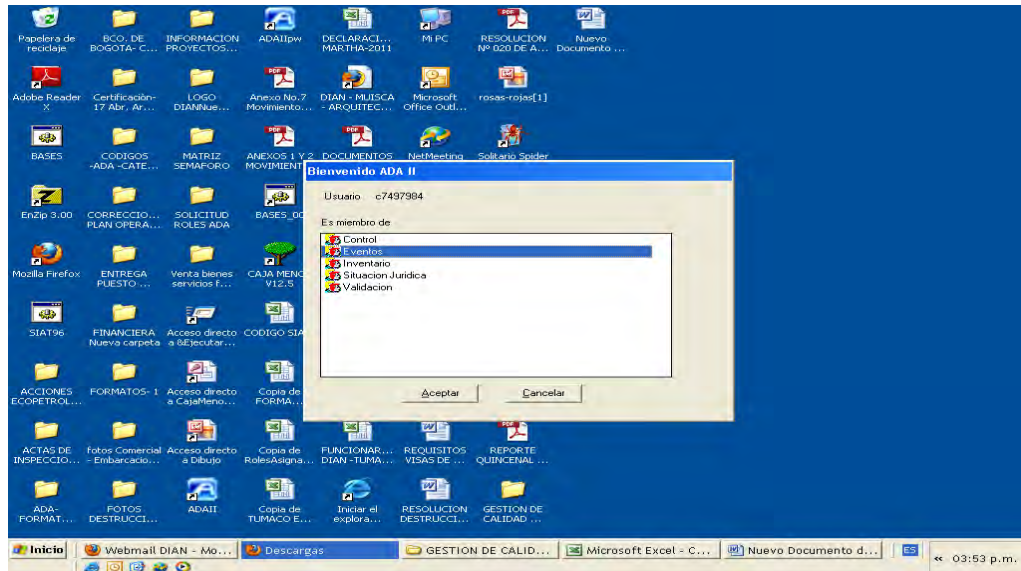 Papelera de reciclaje
BCO. DE BOGOTA- C...
INFORMACION PROYECTOS...
ADAIIpw
DECLARACI... MARTHA-2011
Mi PC
RESOLUCION Nº 020 DE A...
Nuevo Documento ...
Adobe Reader X
Certificación- 17 Abr, Ar...
LOGO DIANNue...
Anexo No.7 Movimiento...
DIAN - MUISCA - ARQUITEC...
Microsoft Office Outl...
rosas-rojas[1]
BASES
CODIGOS -ADA -CATE...
MATRIZ SEMAFORO
ANEXOS 1 Y 2 MOVIMIENT
DOCUMENTOS
NetMeeting
Solitario Spider
EnZip 3.00
CORRECCIO... PLAN OPERA...
SOLICITUD ROLES ADA
BASES_00
Mozilla Firefox
ENTREGA PUESTO ...
Venta bienes servicios f...
CAJA MENO V12.5
SIAT96
FINANCIERA Nueva carpeta
Acceso directo a &Ejecutar...
CODIGO SIA
ACCIONES ECOPETROL...
FORMATOS- 1
Acceso directo a CajaMeno...
Copia de FORMA...
ACTAS DE INSPECCIO...
fotos Comercial - Embarcacio...
Acceso directo a Dibujo
Copia de RolesAsigna...
FUNCIONAR... DIAN -TUMA...
REQUISITOS VISAS DE ...
REPORTE QUINCENAL ...
ADA- FORMAT...
FOTOS DESTRUCCI...
ADAII
Copia de TUMACO E...
Iniciar el explora...
RESOLUCION DESTRUCCI...
GESTION DE CALIDAD ...
Bienvenido ADA II
Usuario c7497984
Es miembro de
Control
Eventos
Inventario
Situacion Juridica
Validacion
Aceptar
Cancelar
Inicio
Webmail DIAN - Mo...
Descargas
GESTION DE CALID...
Microsoft Excel - C...
Nuevo Documento d...
ES
« 03:53 p.m.